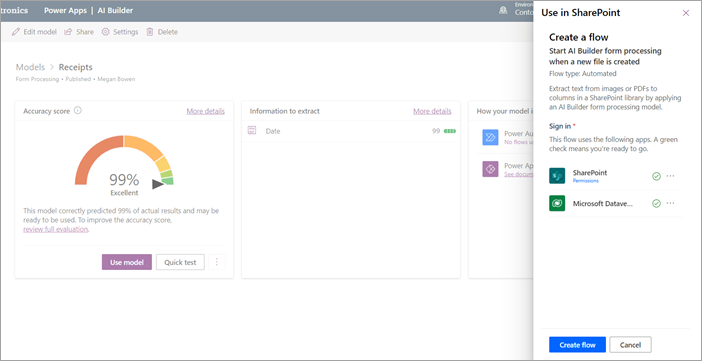 tronics Power Apps | AI Builder
Environ
Conto
Edit model Share Settings Delete
Models > Receipts
Form Processing • Published • Megan Bowen
Accuracy score
More details
99%
Excellent
This model correctly predicted 99% of actual results and may be
ready to be used. To improve the accuracy score,
review full evaluation.
Use model
Quick test
Information to extract
More details
Date
99
How your model i
Power Au
No flows u
Power Ap
See docum
Use in SharePoint
Create a flow
Start AI Builder form processing
when a new file is created
Flow type: Automated
Extract text from images or PDFs to
columns in a SharePoint library by applying
an AI Builder form processing model.
Sign in *
This flow uses the following apps. A green
check means you're ready to go.
SharePoint
Permissions
Microsoft Datave...
Create flow
Cancel